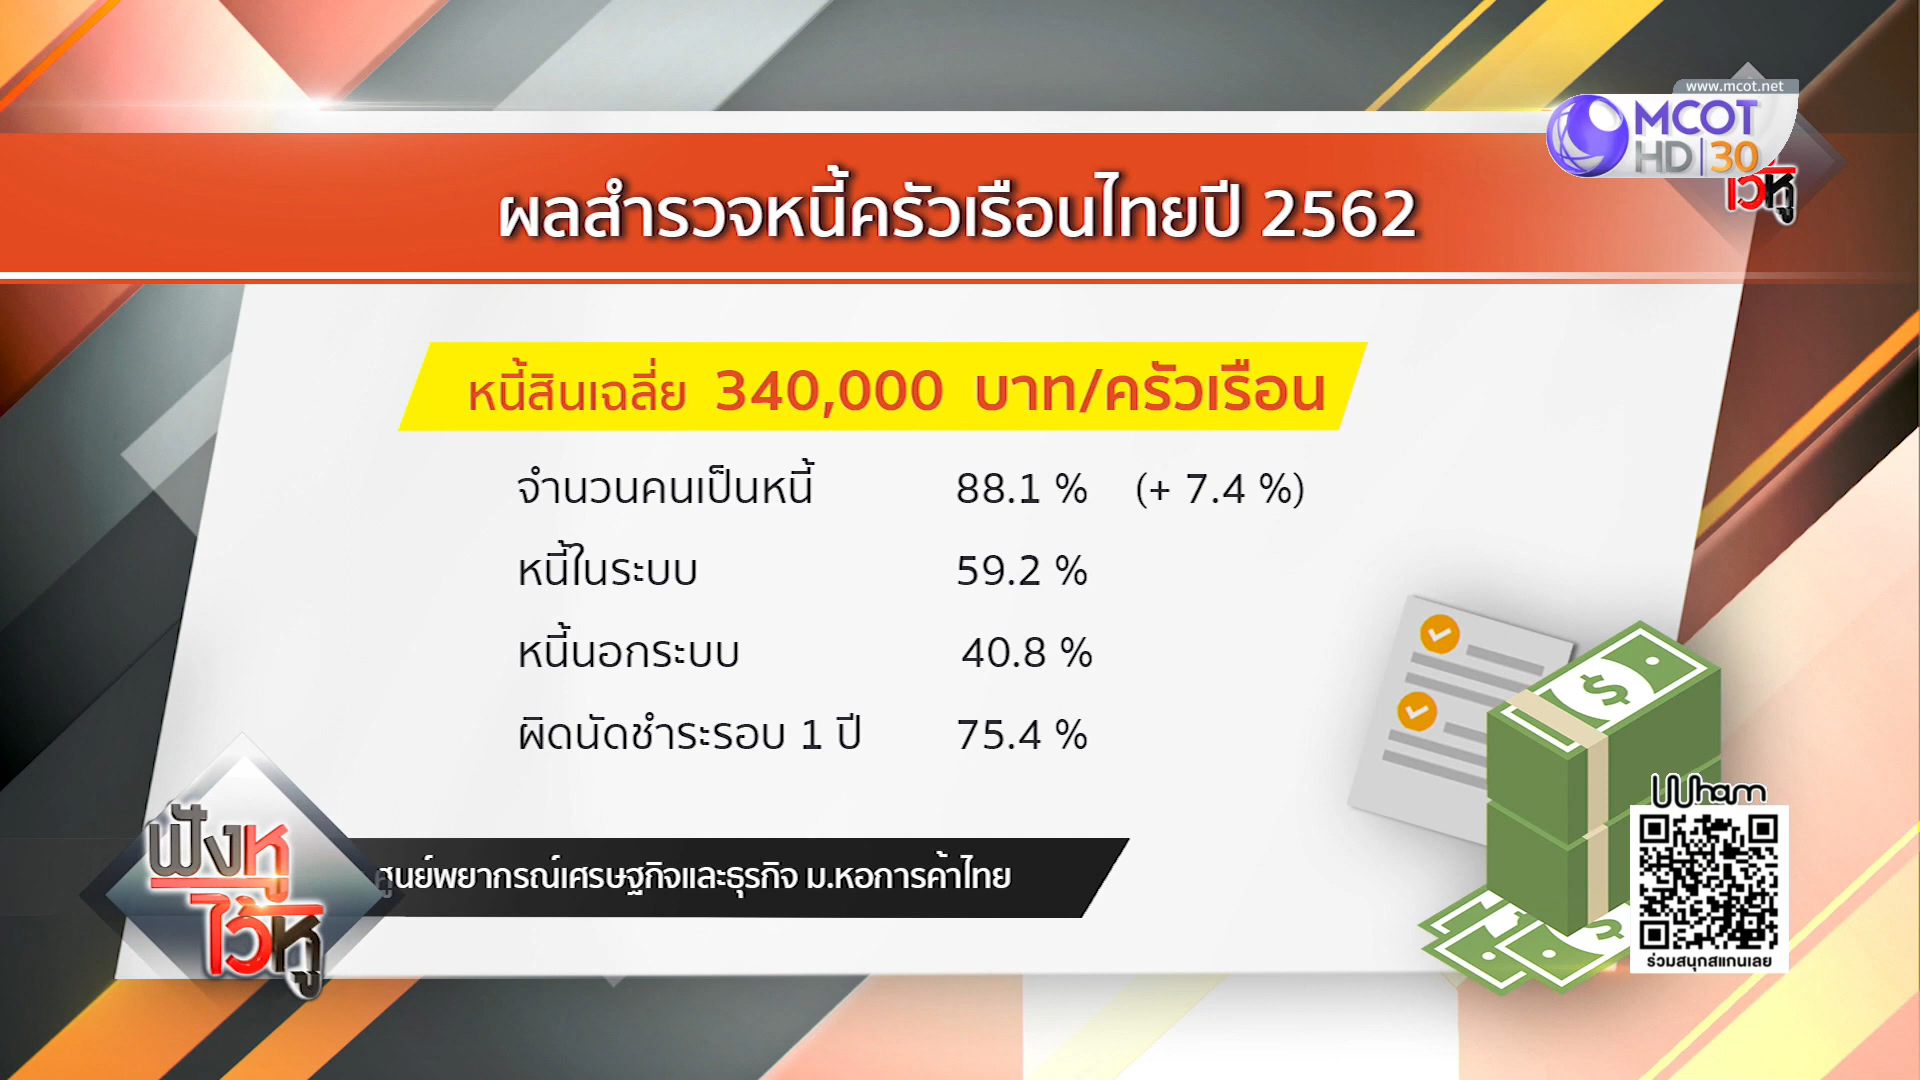 www.mcot.net
MCOT
HD 30
ไว้หู
ผลสำรวจหนี้ครัวเรือนไทยปี 2562
หนี้สินเฉลี่ย 340,000 บาท/ครัวเรือน
จำนวนคนเป็นหนี้ 88.1 % (+ 7.4 %)
หนี้ในระบบ 59.2 %
หนี้นอกระบบ 40.8 %
ผิดนัดชำระรอบ 1 ปี 75.4 %
Wham
ฟังหู
ไว้หู
ศูนย์พยากรณ์เศรษฐกิจและธุรกิจ ม.หอการค้าไทย
ร่วมสนุกสแกนเลย